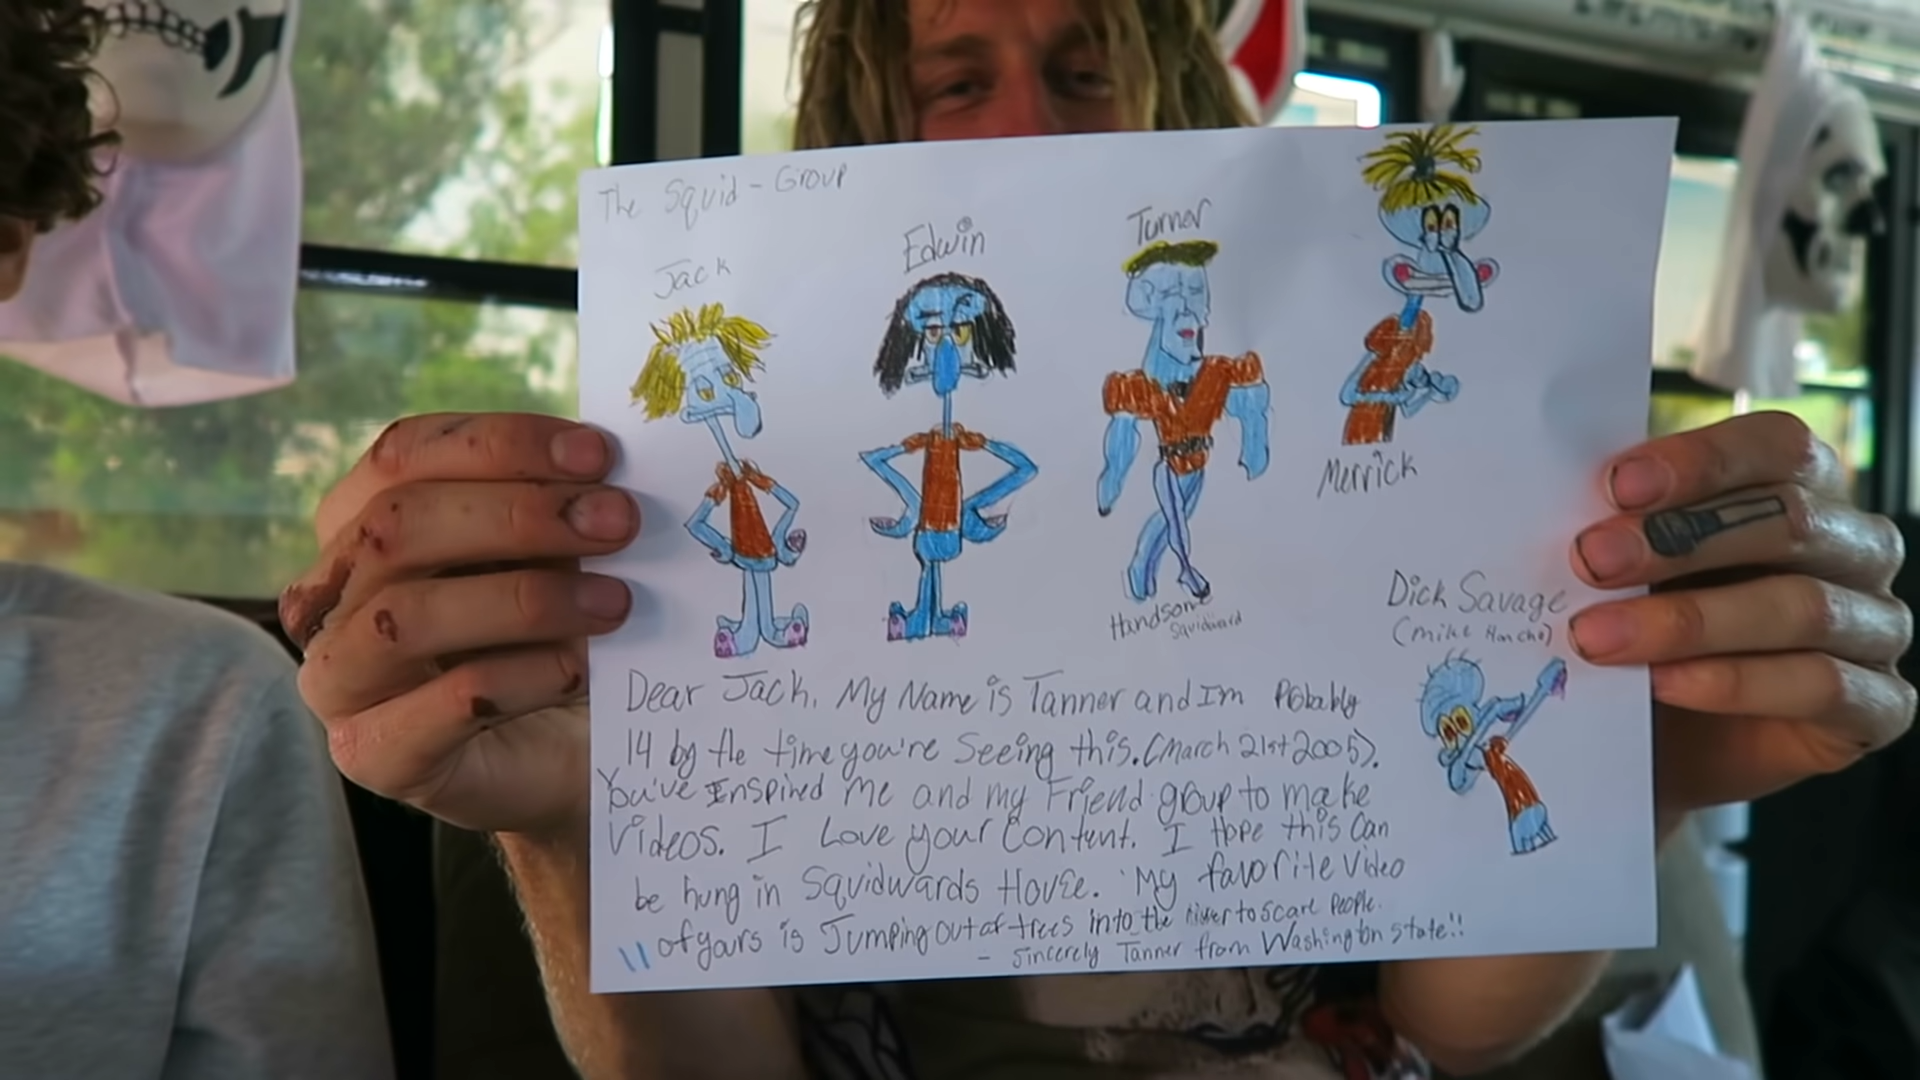 The Squid - Group
Jack
Edwin
Turner
Merrick
Handsome
Squidward
Dick Savage
(Mike Honcho)
Dear Jack, My Name is Tanner and Im Probably
14 by the time you're Seeing this. (March 21st 2005).
You've Inspired me and my Friend group to make
Videos. I Love your Content. I Hope this Can
be hung in Squidwards House. My favorite Video
of yours is Jumping out of trees into the River to scare People.
- Sincerely Tanner from Washington State!!